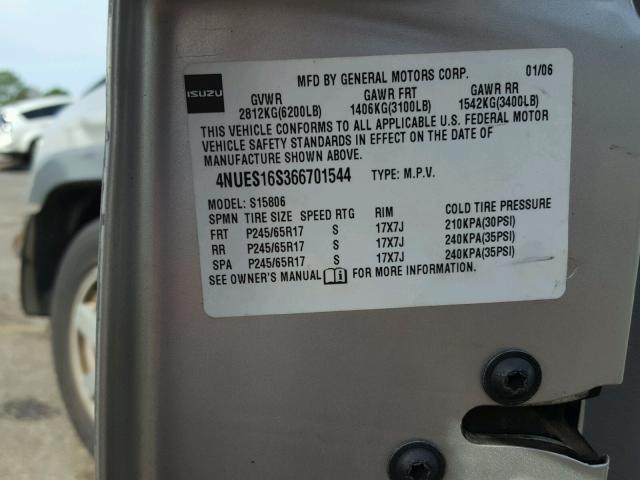 MFD BY GENERAL MOTORS CORP. 01/06
ISUZU
GVWR GAWR FRT GAWR RR
2812KG(6200LB) 1406KG(3100LB) 1542KG(3400LB)
THIS VEHICLE CONFORMS TO ALL APPLICABLE U.S. FEDERAL MOTOR
VEHICLE SAFETY STANDARDS IN EFFECT ON THE DATE OF
MANUFACTURE SHOWN ABOVE.
4NUES16S366701544 TYPE: M.P.V.
MODEL: S15806
SPMN TIRE SIZE SPEED RTG RIM COLD TIRE PRESSURE
FRT P245/65R17 S 17X7J 210KPA(30PSI)
RR P245/65R17 S 17X7J 240KPA(35PSI)
SPA P245/65R17 S 17X7J 240KPA(35PSI)
SEE OWNER'S MANUAL FOR MORE INFORMATION.